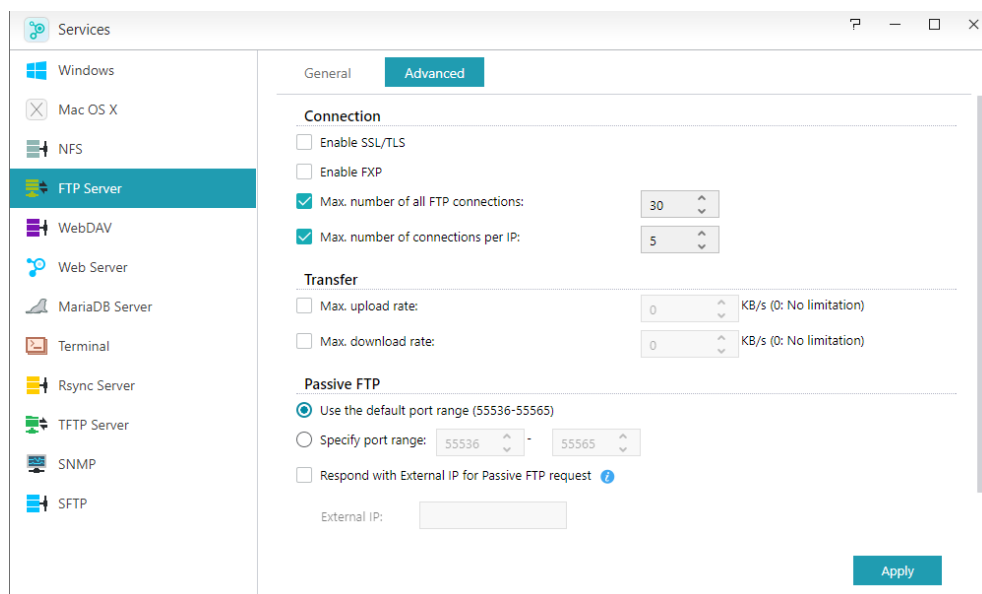 Services
Windows
Mac OS X
NFS
FTP Server
WebDAV
Web Server
MariaDB Server
Terminal
Rsync Server
TFTP Server
SNMP
SFTP
General Advanced
Connection
Enable SSL/TLS
Enable FXP
Max. number of all FTP connections: 30
Max. number of connections per IP: 5
Transfer
Max. upload rate: 0 KB/s (0: No limitation)
Max. download rate: 0 KB/s (0: No limitation)
Passive FTP
Use the default port range (55536-55565)
Specify port range: 55536 - 55565
Respond with External IP for Passive FTP request
External IP:
Apply